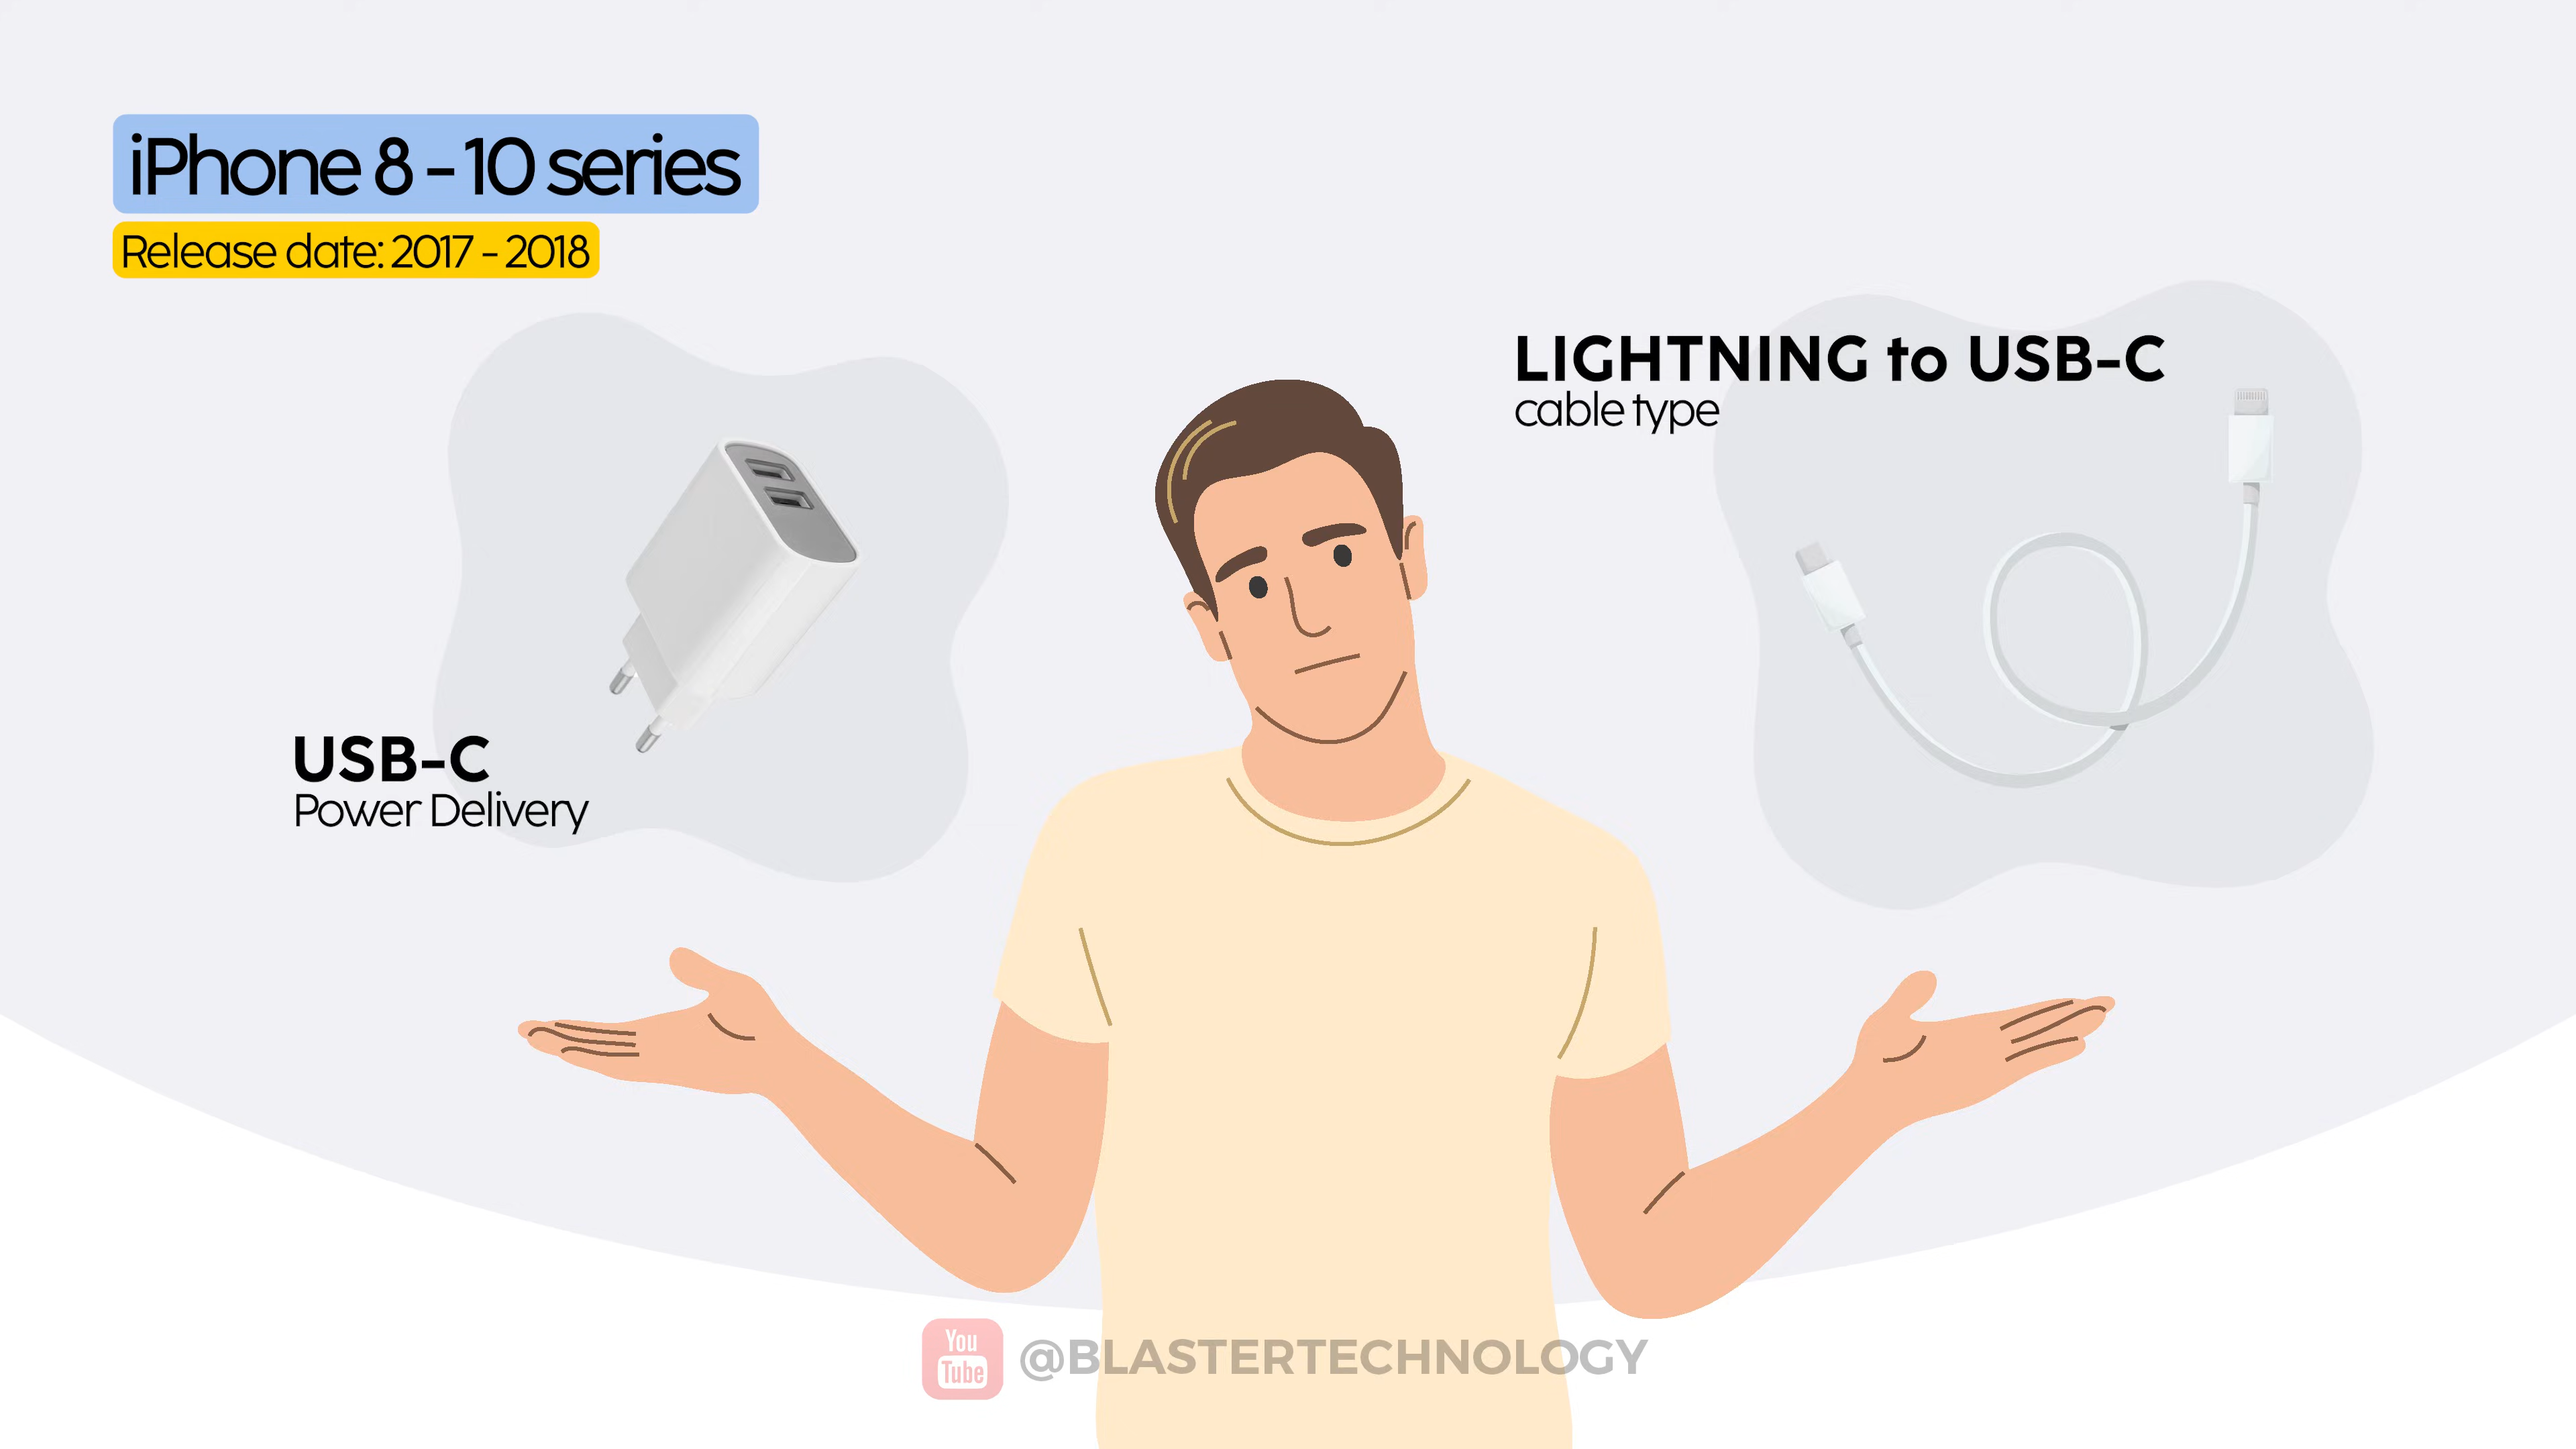 iPhone 8 - 10 series
Release date: 2017 - 2018
LIGHTNING to USB-C
cable type
USB-C
Power Delivery
You
Tube
@BLASTERTECHNOLOGY